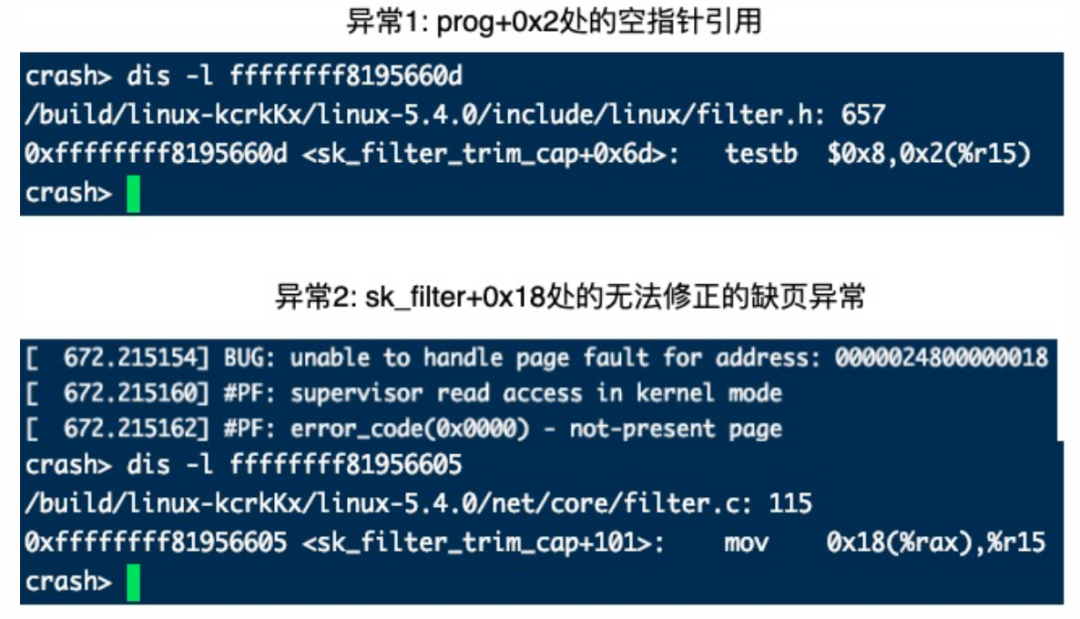 异常1: prog+0x2处的空指针引用
crash> dis -l ffffffff8195660d
/build/linux-kcrkKx/linux-5.4.0/include/linux/filter.h: 657
0xffffffff8195660d <sk_filter_trim_cap+0x6d>:   testb  $0x8,0x2(%r15)
crash>
异常2: sk_filter+0x18处的无法修正的缺页异常
[  672.215154] BUG: unable to handle page fault for address: 0000024800000018
[  672.215160] #PF: supervisor read access in kernel mode
[  672.215162] #PF: error_code(0x0000) - not-present page
crash> dis -l ffffffff81956605
/build/linux-kcrkKx/linux-5.4.0/net/core/filter.c: 115
0xffffffff81956605 <sk_filter_trim_cap+101>:    mov    0x18(%rax),%r15
crash>